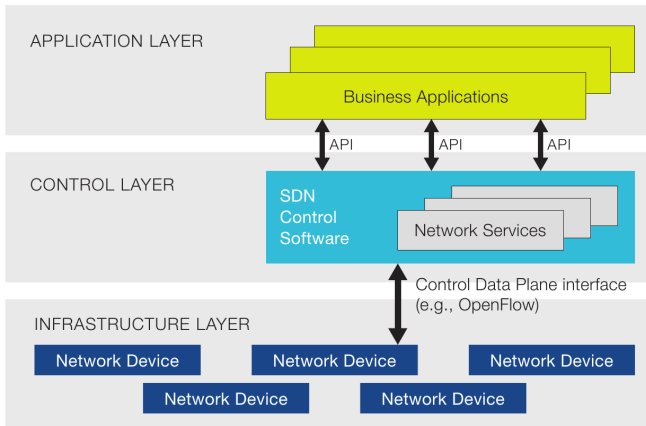 APPLICATION LAYER
Business Applications
API
API
API
CONTROL LAYER
SDN
Control
Software
Network Services
Control Data Plane interface
(e.g., OpenFlow)
INFRASTRUCTURE LAYER
Network Device
Network Device
Network Device
Network Device
Network Device